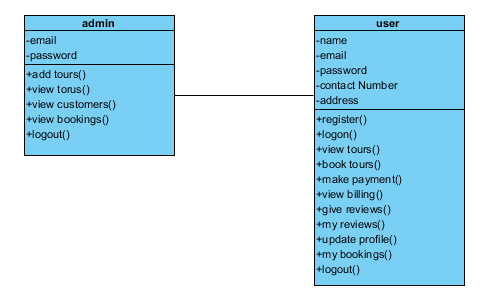 admin
-email
-password
+add tours()
+view torus()
+view customers()
+view bookings()
+logout()
user
-name
-email
-password
-contact Number
-address
+register()
+logon()
+view tours()
+book tours()
+make payment()
+view billing()
+give reviews()
+my reviews()
+update profile()
+my bookings()
+logout()